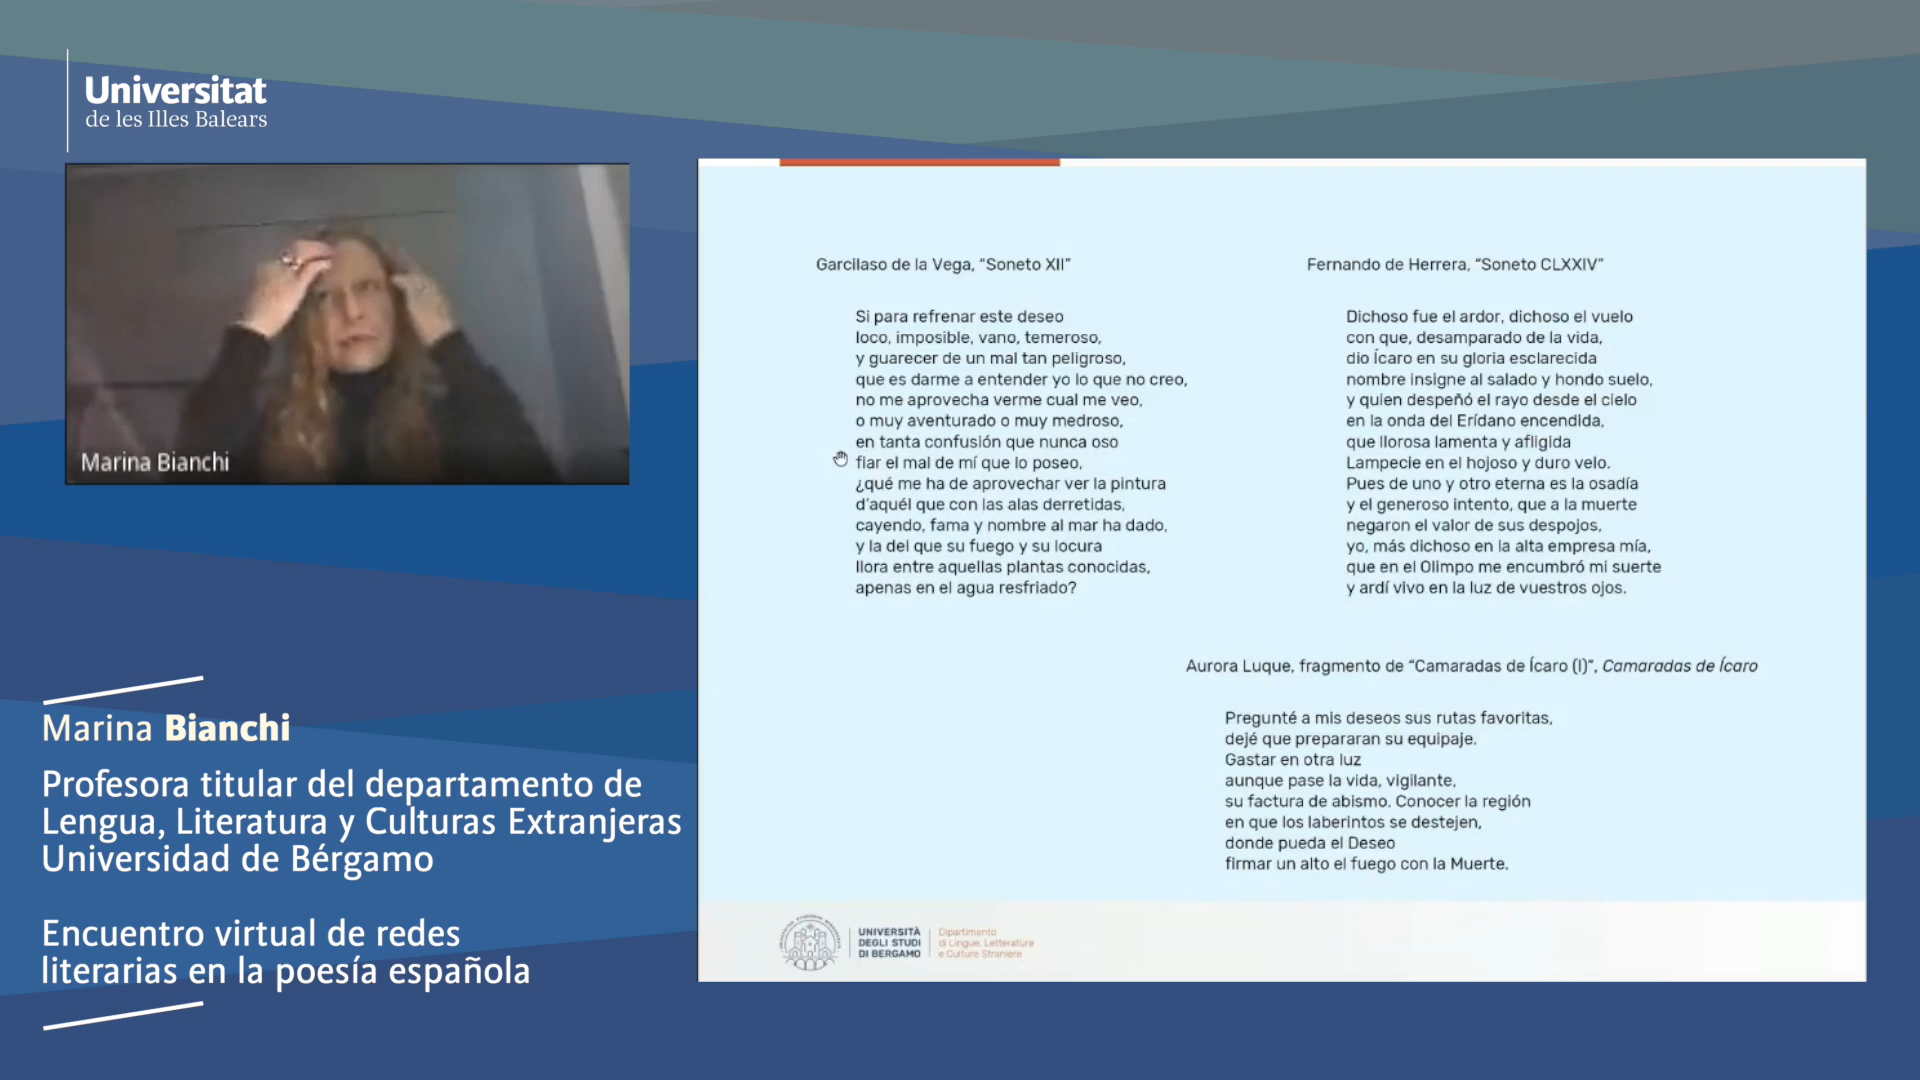 Universitat
de les Illes Balears
Marina Bianchi
Marina Bianchi
Profesora titular del departamento de
Lengua, Literatura y Culturas Extranjeras
Universidad de Bérgamo
Encuentro virtual de redes
literarias en la poesía española
Garcilaso de la Vega, “Soneto XII”
Si para refrenar este deseo
loco, imposible, vano, temeroso,
y guarecer de un mal tan peligroso,
que es darme a entender yo lo que no creo,
no me aprovecha verme cual me veo,
o muy aventurado o muy medroso,
en tanta confusión que nunca oso
fiar el mal de mí que lo poseo,
¿qué me ha de aprovechar ver la pintura
d’aquél que con las alas derretidas,
cayendo, fama y nombre al mar ha dado,
y la del que su fuego y su locura
llora entre aquellas plantas conocidas,
apenas en el agua resfriado?
Fernando de Herrera, “Soneto CLXXIV”
Dichoso fue el ardor, dichoso el vuelo
con que, desamparado de la vida,
dio Ícaro en su gloria esclarecida
nombre insigne al salado y hondo suelo,
y quien despeñó el rayo desde el cielo
en la onda del Erídano encendida,
que llorosa lamenta y afligida
Lampecie en el hojoso y duro velo.
Pues de uno y otro eterna es la osadía
y el generoso intento, que a la muerte
negaron el valor de sus despojos,
yo, más dichoso en la alta empresa mía,
que en el Olimpo me encumbró mi suerte
y ardí vivo en la luz de vuestros ojos.
Aurora Luque, fragmento de “Camaradas de Ícaro (I)”, Camaradas de Ícaro
Pregunté a mis deseos sus rutas favoritas,
dejé que prepararan su equipaje.
Gastar en otra luz
aunque pase la vida, vigilante,
su factura de abismo. Conocer la región
en que los laberintos se destejen,
donde pueda el Deseo
firmar un alto el fuego con la Muerte.
UNIVERSITÀ
DEGLI STUDI
DI BERGAMO
Dipartimento
di Lingue, Letterature
e Culture Straniere